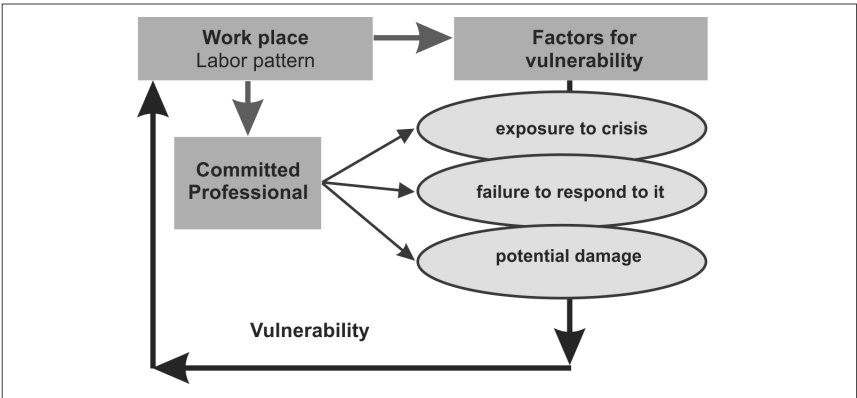 Work place
Labor pattern
Factors for
vulnerability
exposure to crisis
Committed
Professional
failure to respond to it
potential damage
Vulnerability